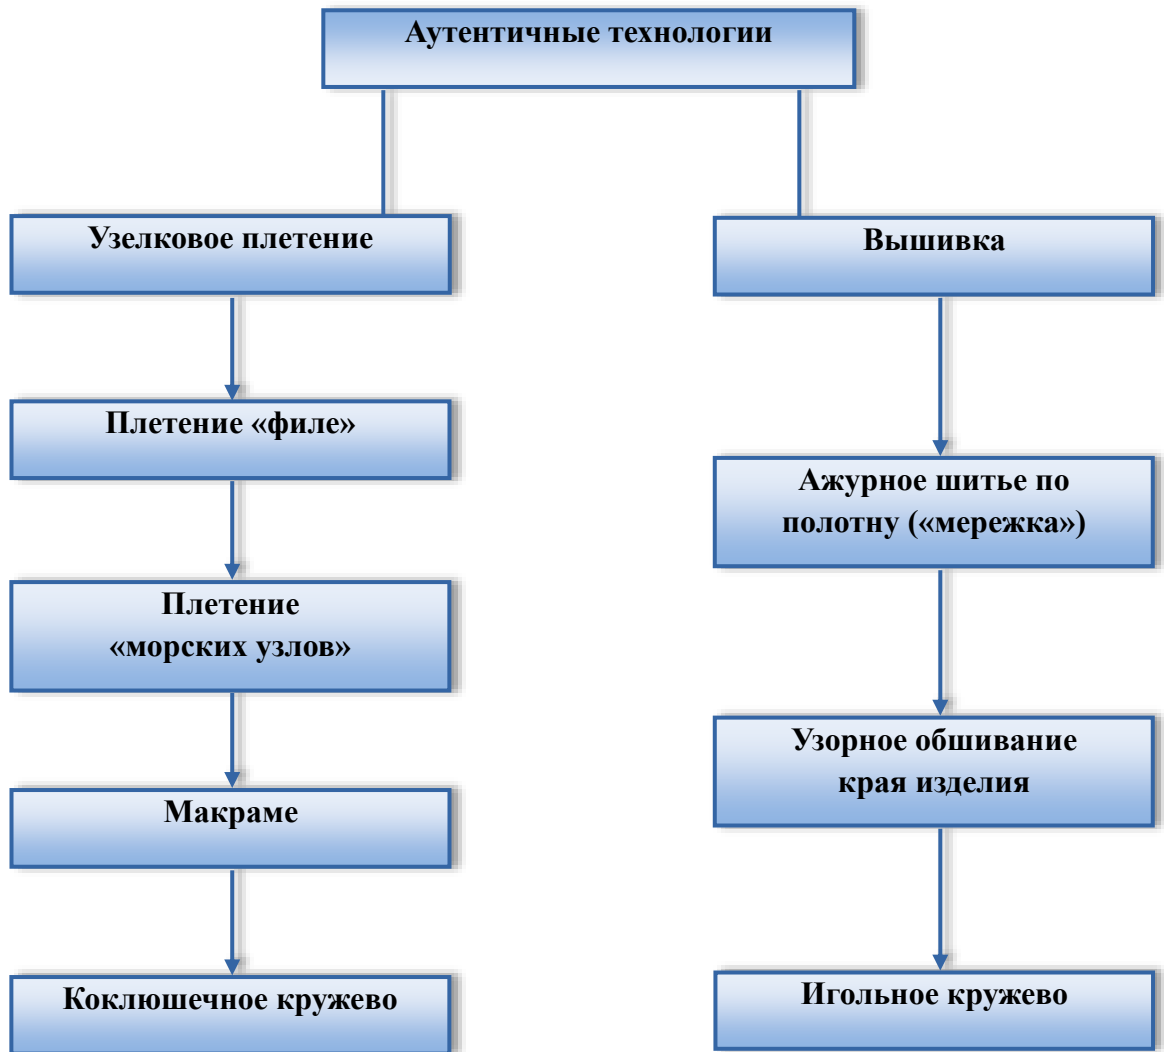 Аутентичные технологии
Узелковое плетение
Плетение «филе»
Плетение
«морских узлов»
Макраме
Коклюшечное кружево
Вышивка
Ажурное шитье по
полотну («мережка»)
Узорное обшивание
края изделия
Игольное кружево